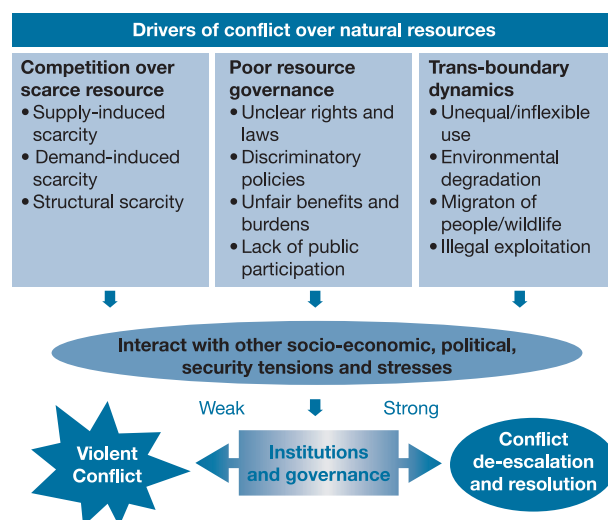 Drivers of conflict over natural resources
Competition over
scarce resource
• Supply-induced
scarcity
• Demand-induced
scarcity
• Structural scarcity
Poor resource
governance
• Unclear rights and
laws
• Discriminatory
policies
• Unfair benefits and
burdens
• Lack of public
participation
Trans-boundary
dynamics
• Unequal/inflexible
use
• Environmental
degradation
• Migraton of
people/wildlife
• Illegal exploitation
Interact with other socio-economic, political,
security tensions and stresses
Weak
Strong
Violent
Conflict
Institutions
and governance
Conflict
de-escalation
and resolution